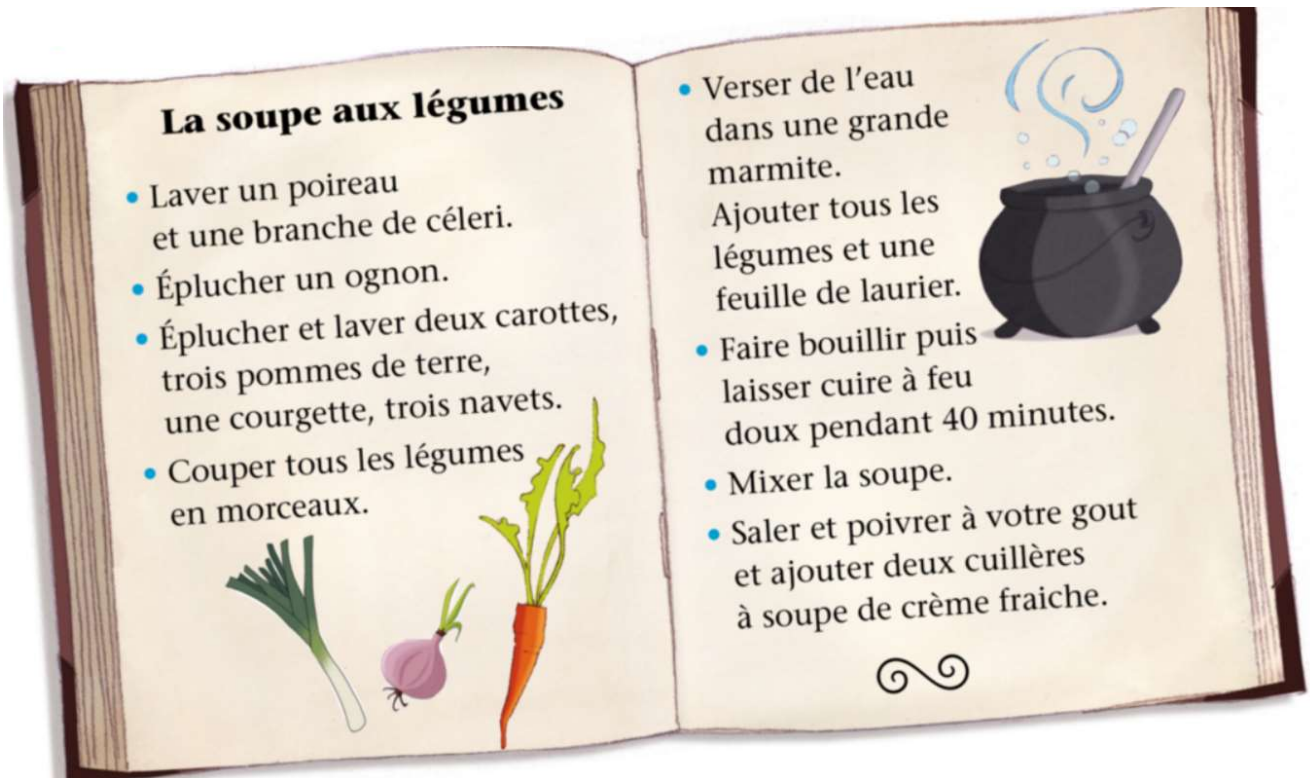 La soupe aux légumes
• Laver un poireau
et une branche de céleri.
• Éplucher un ognon.
• Éplucher et laver deux carottes,
trois pommes de terre,
une courgette, trois navets.
• Couper tous les légumes
en morceaux.
• Verser de l'eau
dans une grande
marmite.
Ajouter tous les
légumes et une
feuille de laurier.
• Faire bouillir puis
laisser cuire à feu
doux pendant 40 minutes.
• Mixer la soupe.
• Saler et poivrer à votre gout
et ajouter deux cuillères
à soupe de crème fraiche.